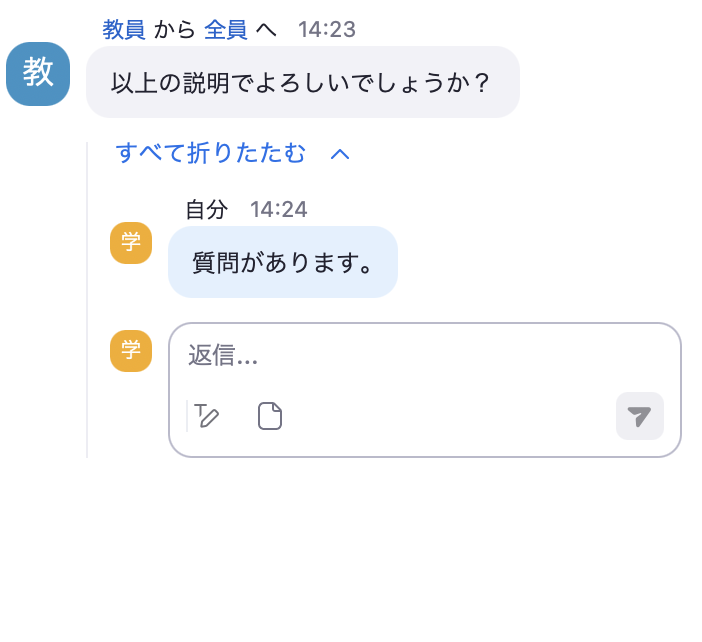 教員 から 全員 へ 14:23
教
以上の説明でよろしいでしょうか？
すべて折りたたむ
自分 14:24
学
質問があります。
学
返信...